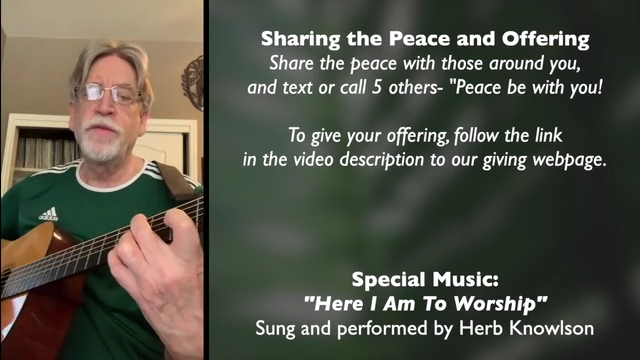 Sharing the Peace and Offering
Share the peace with those around you,
and text or call 5 others- "Peace be with you!
To give your offering, follow the link
in the video description to our giving webpage.
Special Music:
"Here I Am To Worship"
Sung and performed by Herb Knowlson
adidas